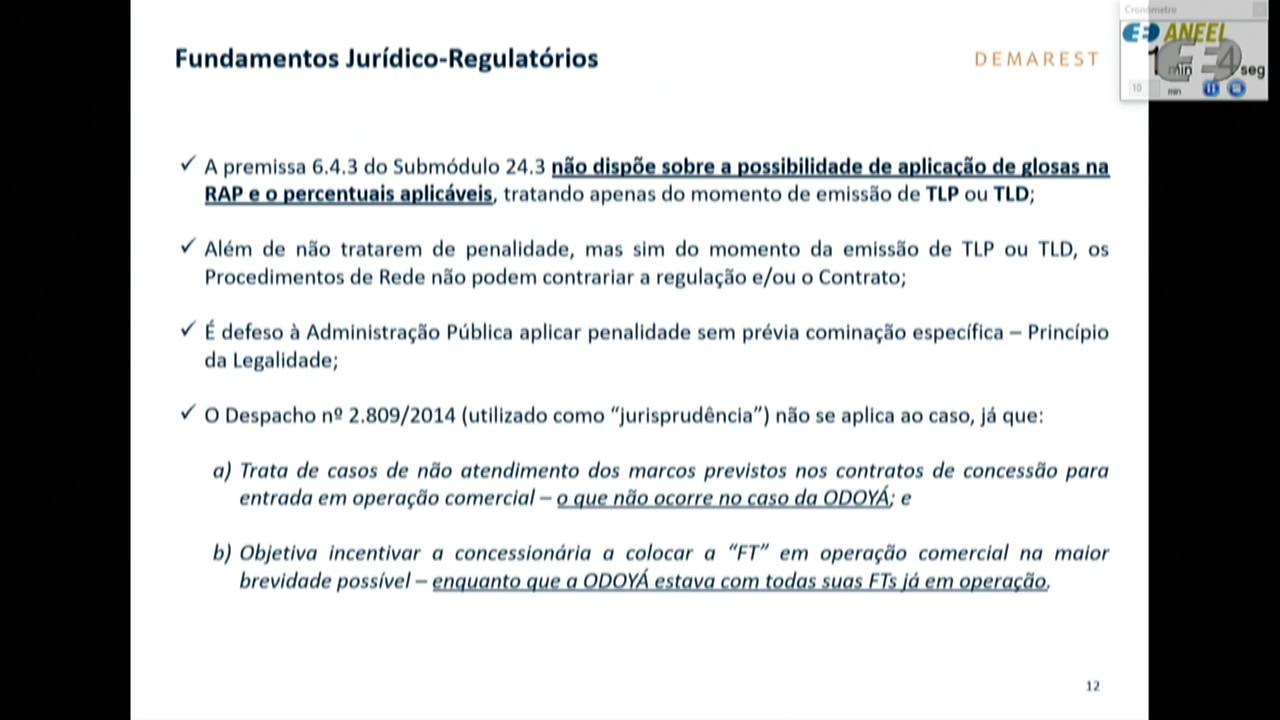 Fundamentos Jurídico-Regulatórios
DEMAREST
Cronômetro
ANEEL
1 min 4 seg
10 min
✓ A premissa 6.4.3 do Submódulo 24.3 não dispõe sobre a possibilidade de aplicação de glosas na
RAP e o percentuais aplicáveis, tratando apenas do momento de emissão de TLP ou TLD;
✓ Além de não tratarem de penalidade, mas sim do momento da emissão de TLP ou TLD, os
Procedimentos de Rede não podem contrariar a regulação e/ou o Contrato;
✓ É defeso à Administração Pública aplicar penalidade sem prévia cominação específica – Princípio
da Legalidade;
✓ O Despacho nº 2.809/2014 (utilizado como “jurisprudência”) não se aplica ao caso, já que:
a) Trata de casos de não atendimento dos marcos previstos nos contratos de concessão para
entrada em operação comercial – o que não ocorre no caso da ODOYÁ; e
b) Objetiva incentivar a concessionária a colocar a “FT” em operação comercial na maior
brevidade possível – enquanto que a ODOYÁ estava com todas suas FTs já em operação.
12